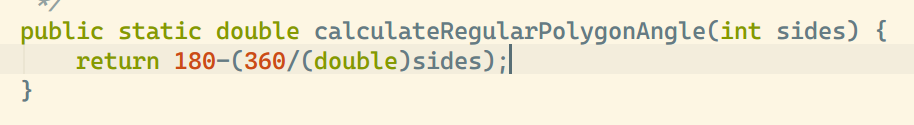 */
public static double calculateRegularPolygonAngle(int sides) {
    return 180-(360/(double)sides);
}